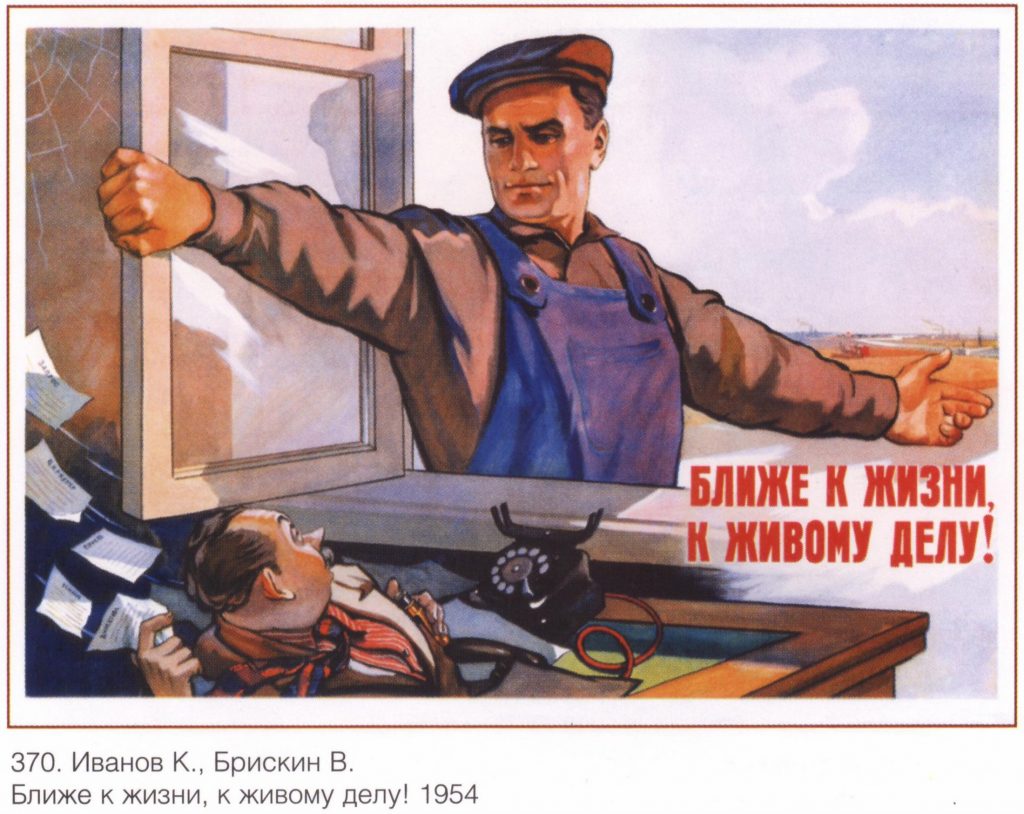 БЛИЖЕ К ЖИЗНИ,
К ЖИВОМУ ДЕЛУ!
370. Иванов К., Брискин В.
Ближе к жизни, к живому делу! 1954